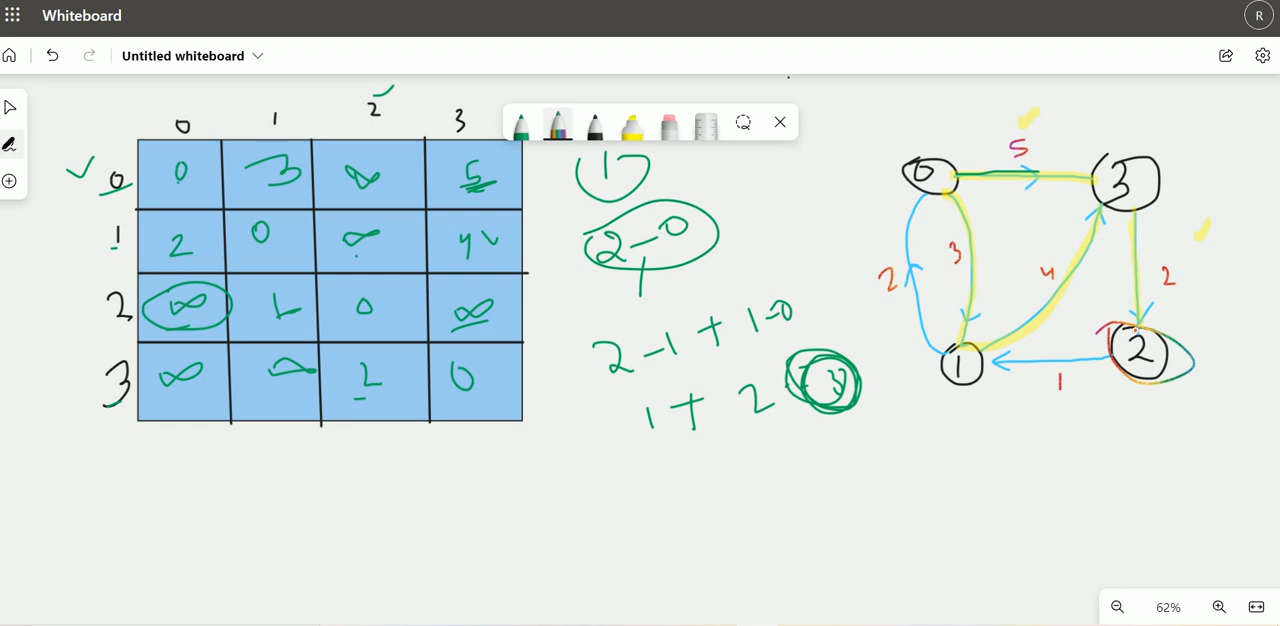 Whiteboard
R
Untitled whiteboard
0 1 2 3
0 0 3 ∞ 5
1 2 0 ∞ 4
2 ∞ 1 0 ∞
3 ∞ ∞ 2 0
1
2-0
1
2-1 + 1-0
1 + 2 3
0 5 3
2 3 4 2
1 1 2
62%